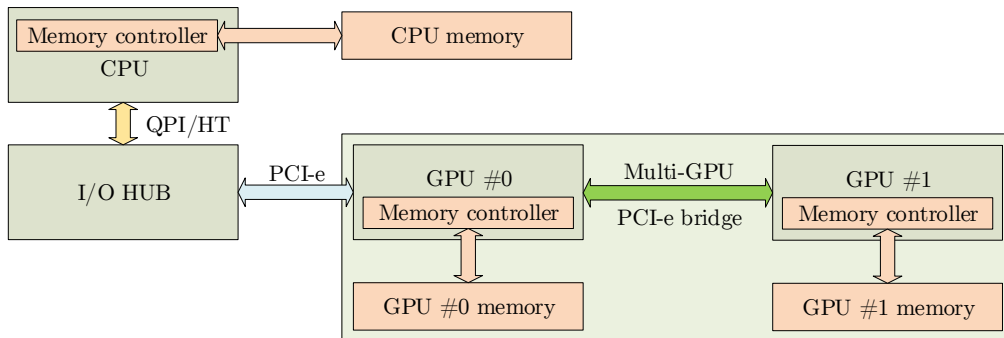 Memory controller
CPU
CPU memory
QPI/HT
I/O HUB
PCI-e
GPU #0
Memory controller
GPU #0 memory
Multi-GPU
PCI-e bridge
GPU #1
Memory controller
GPU #1 memory